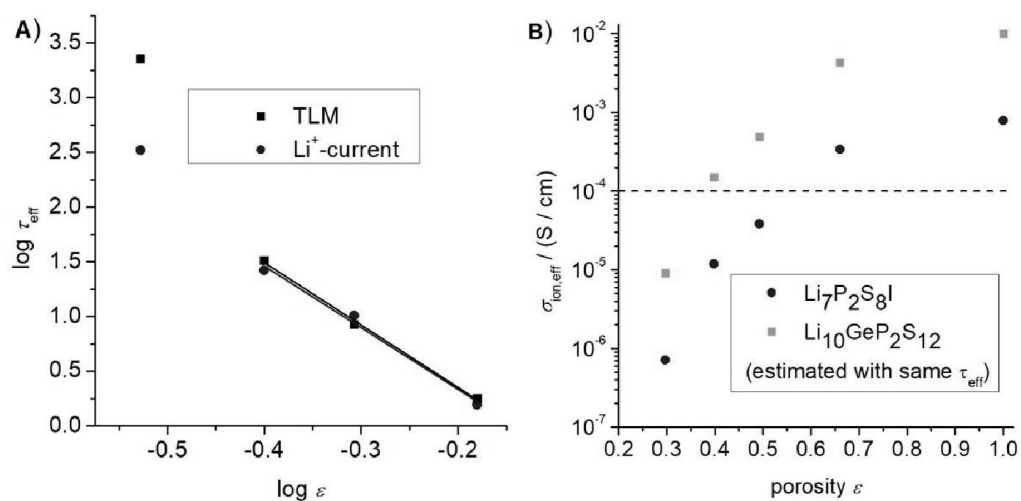 A)
3.5
3.0
2.5
2.0
1.5
1.0
0.5
0.0
log τeff
TLM
Li⁺-current
-0.5
-0.4
-0.3
-0.2
log ε
B)
10⁻²
10⁻³
10⁻⁴
10⁻⁵
10⁻⁶
10⁻⁷
σion,eff / (S / cm)
Li₇P₂S₈I
Li₁₀GeP₂S₁₂
(estimated with same τeff)
0.2 0.3 0.4 0.5 0.6 0.7 0.8 0.9 1.0
porosity ε